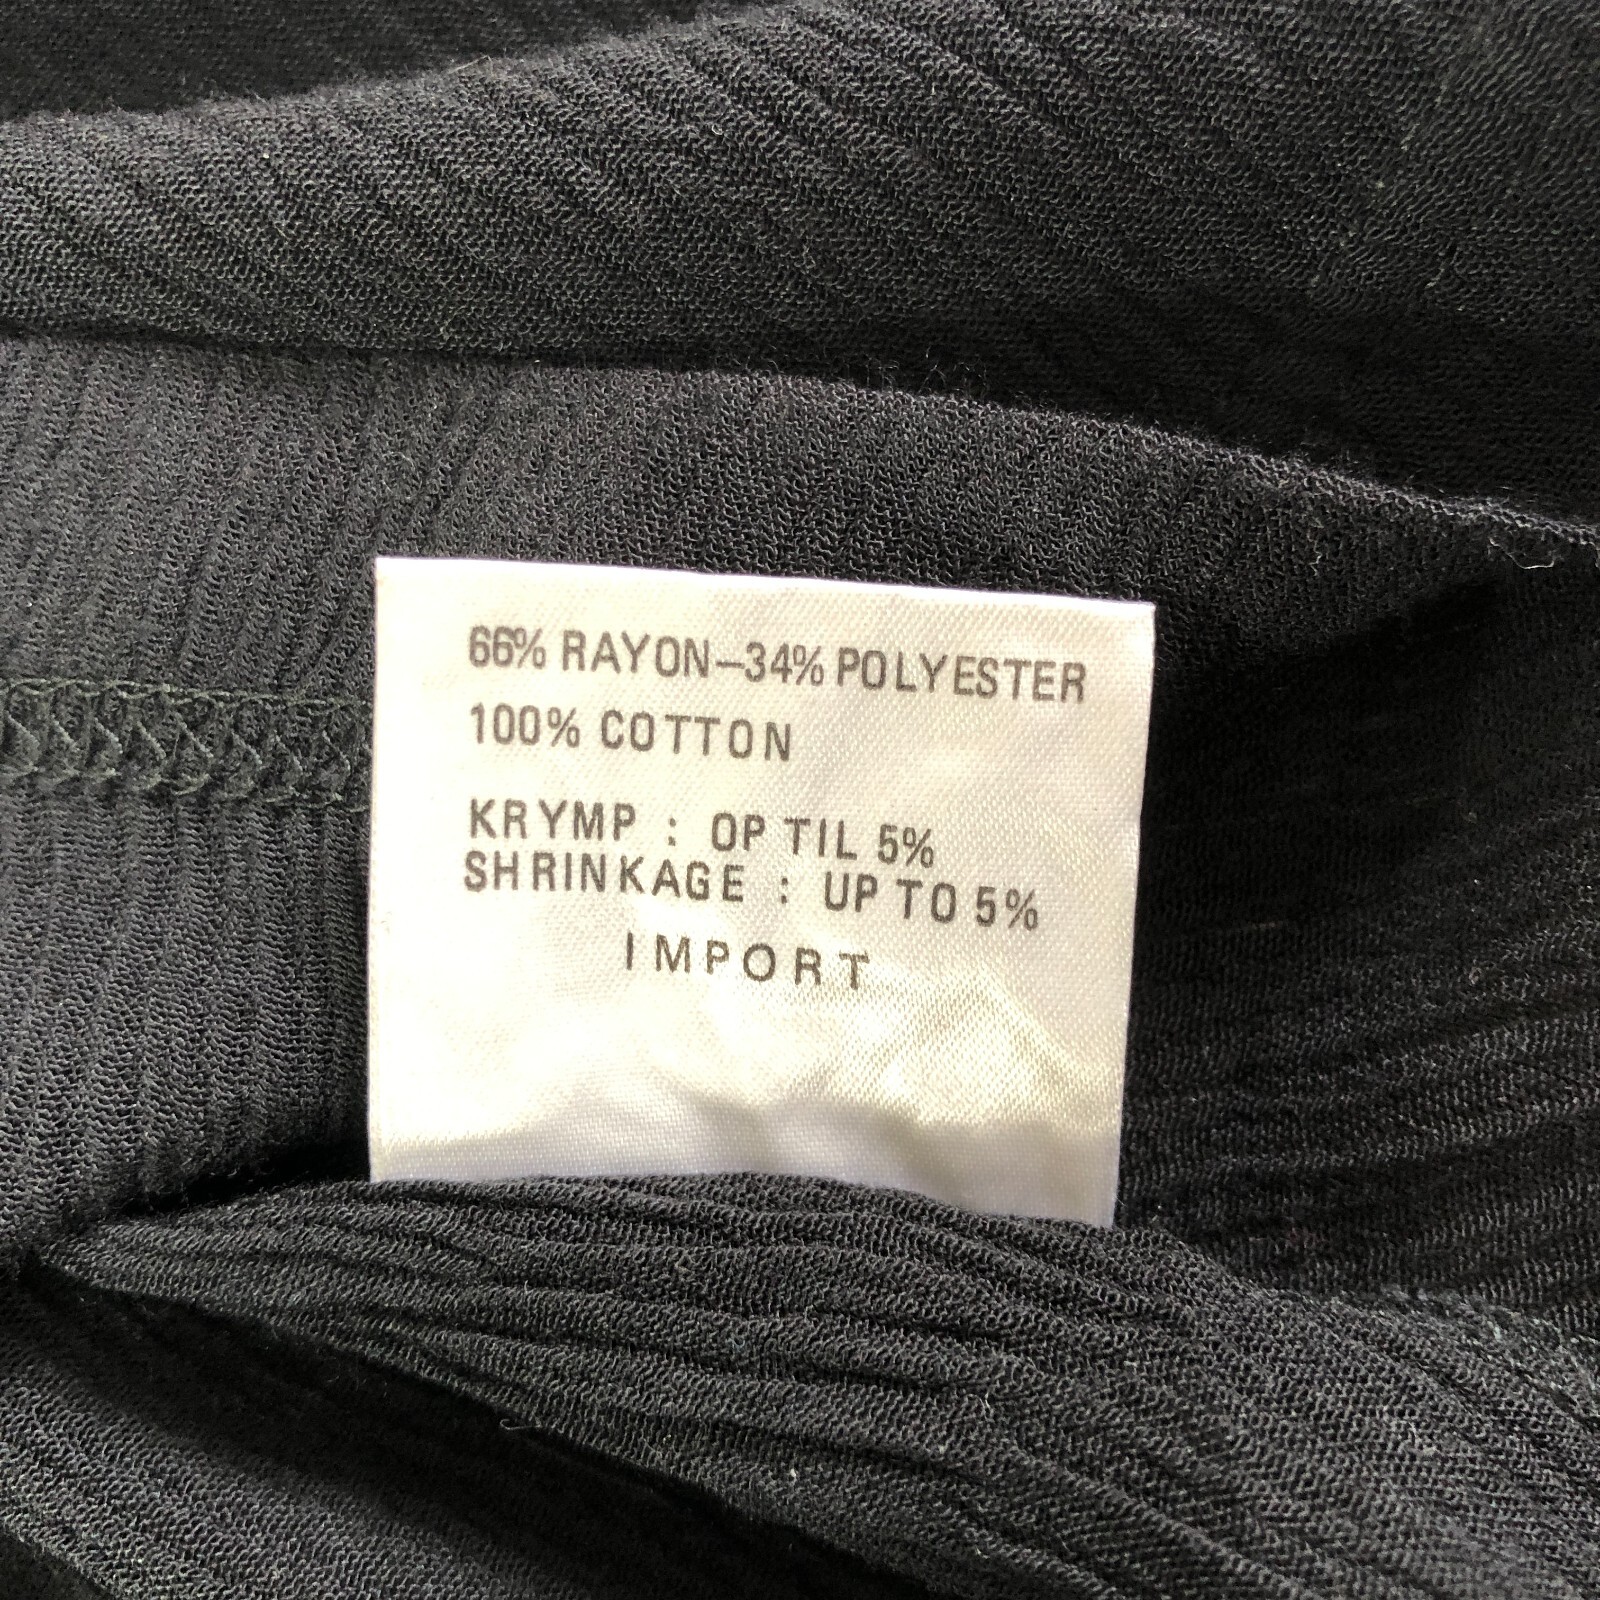 66% RAYON–34% POLYESTER
100% COTTON
KRYMP : OP TIL 5%
SHRINKAGE : UP TO 5%
IMPORT